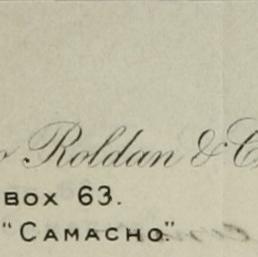 o Roldan & C
BOX 63.
"CAMACHO."